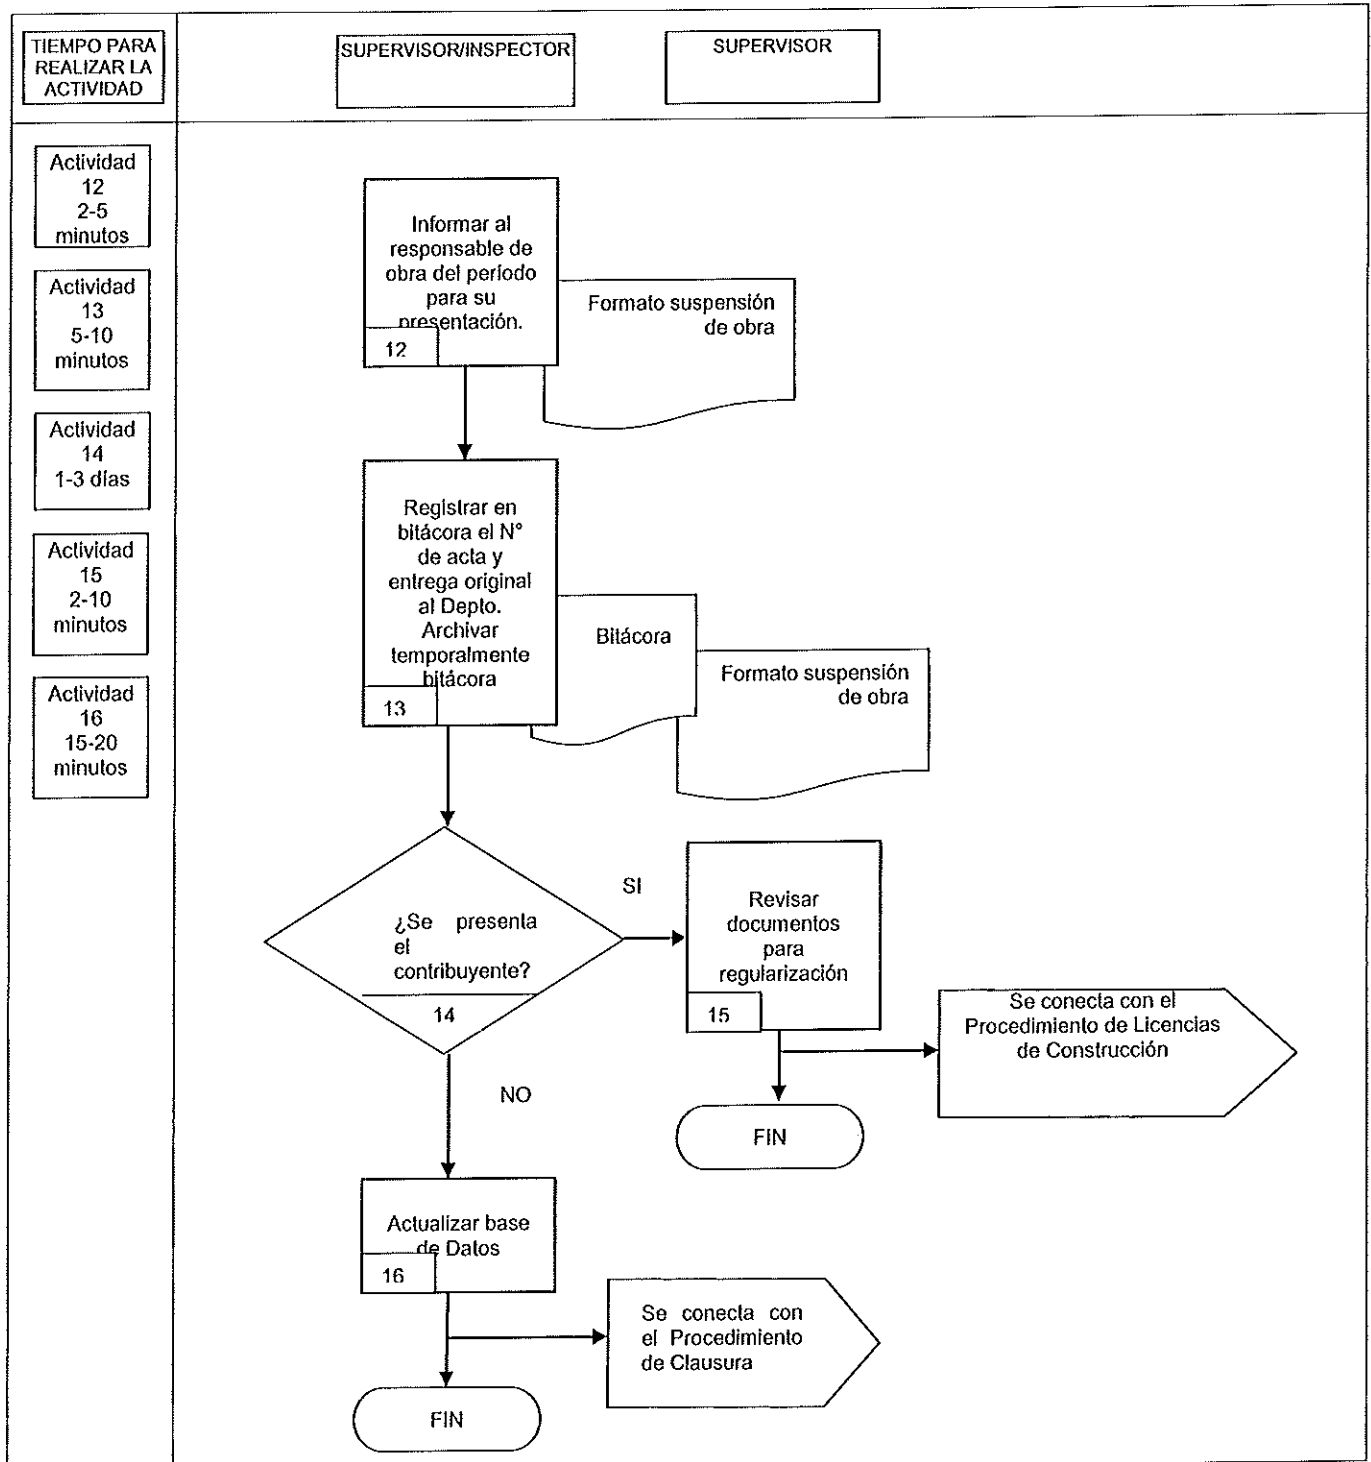 TIEMPO PARA
REALIZAR LA
ACTIVIDAD
SUPERVISOR/INSPECTOR
SUPERVISOR
Actividad
12
2-5
minutos
Actividad
13
5-10
minutos
Actividad
14
1-3 días
Actividad
15
2-10
minutos
Actividad
16
15-20
minutos
Informar al
responsable de
obra del período
para su
presentación.
12
Formato suspensión
de obra
Registrar en
bitácora el N°
de acta y
entrega original
al Depto.
Archivar
temporalmente
bitácora
13
Bitácora
Formato suspensión
de obra
¿Se presenta
el
contribuyente?
14
SI
Revisar
documentos
para
regularización
15
Se conecta con el
Procedimiento de Licencias
de Construcción
FIN
NO
Actualizar base
de Datos
16
Se conecta con
el Procedimiento
de Clausura
FIN